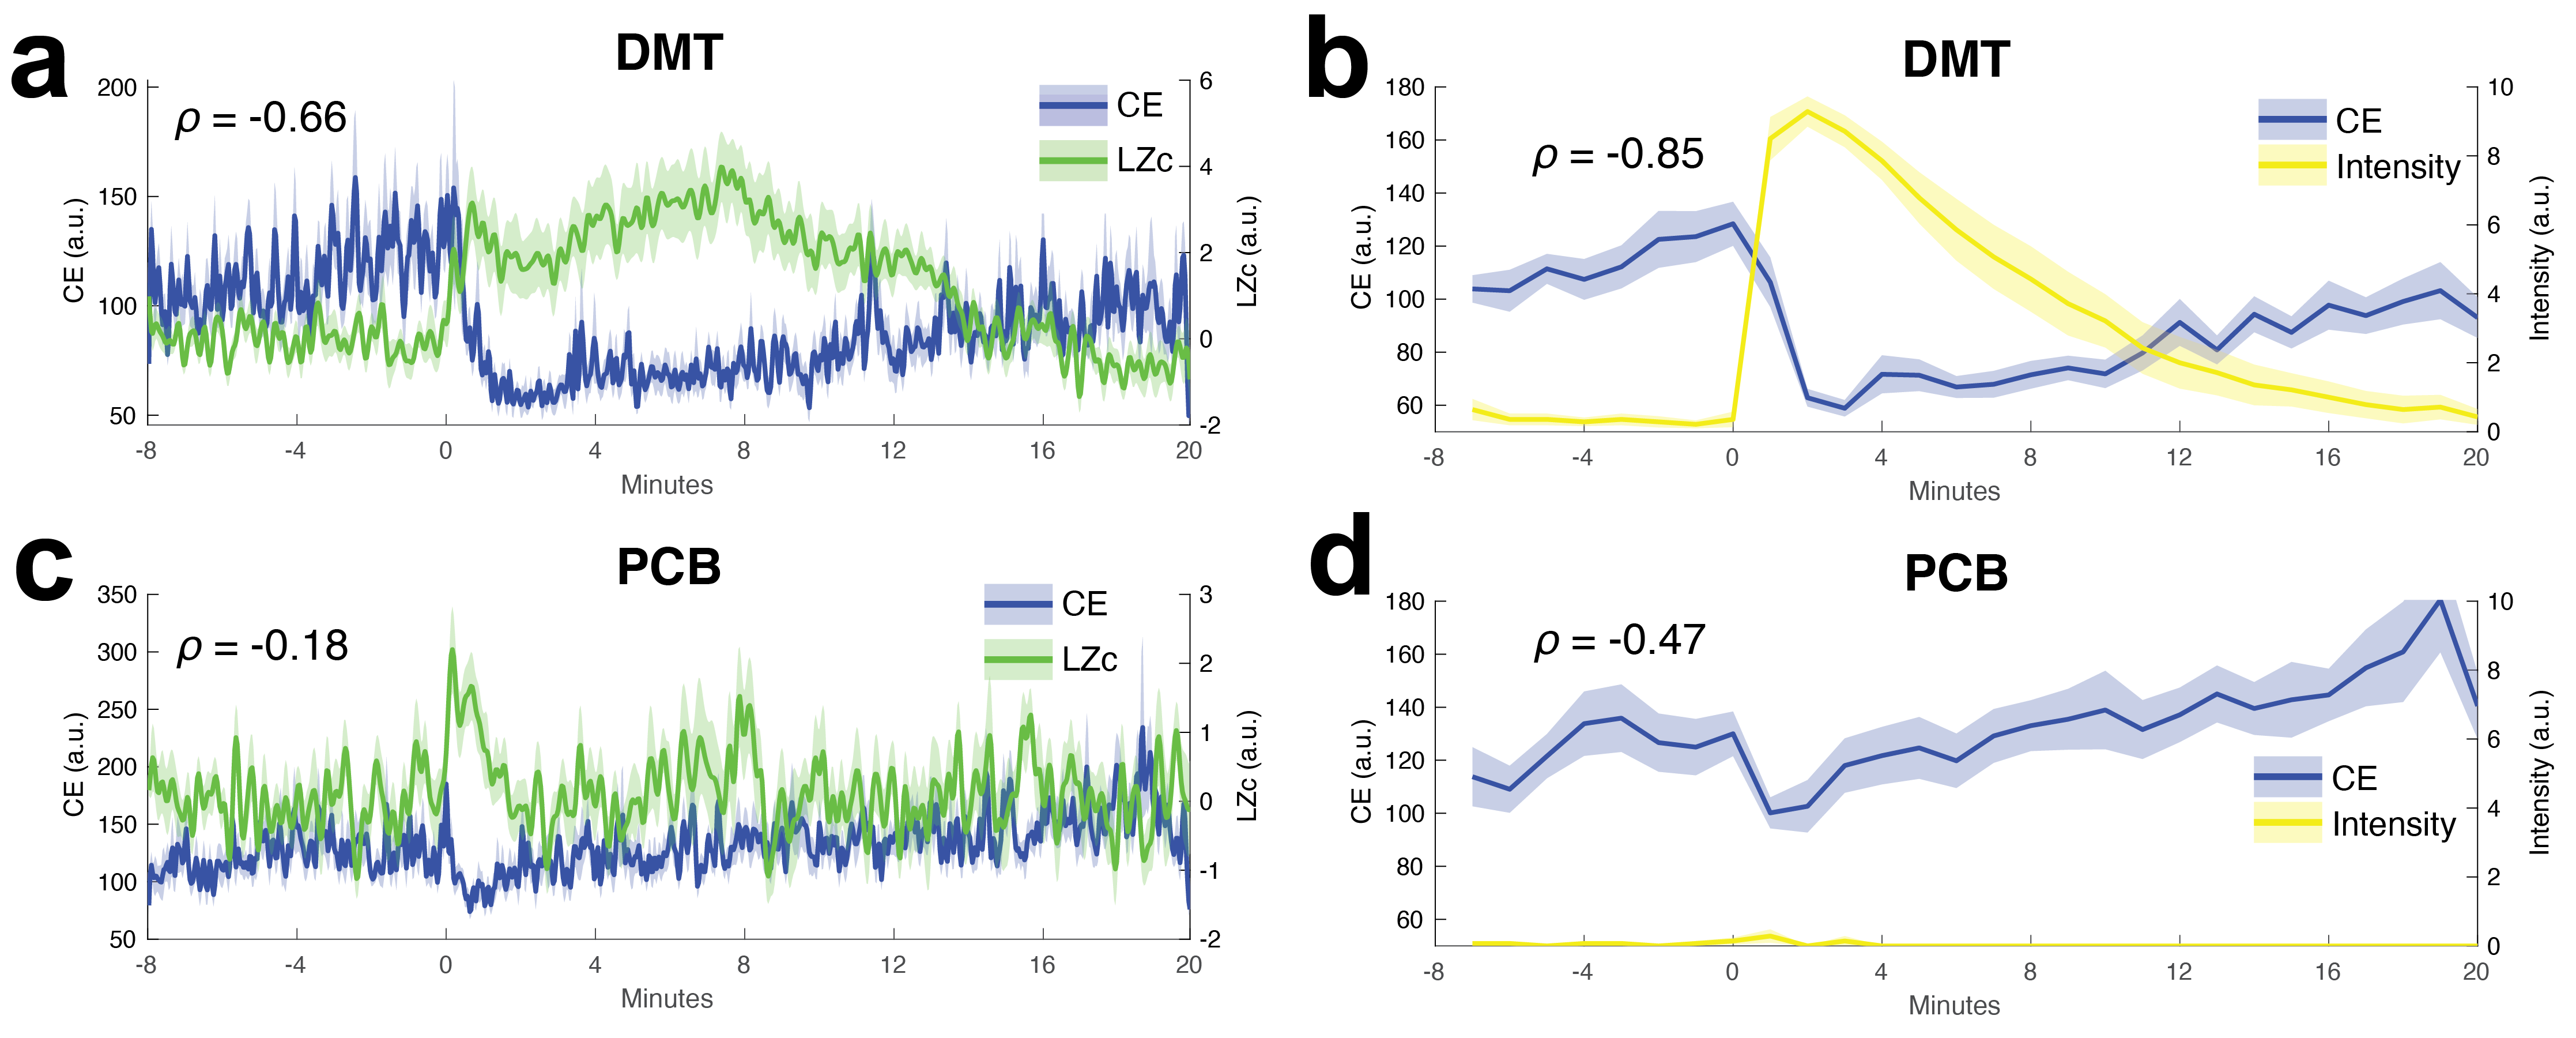 a
DMT
ρ = -0.66
CE
LZc
200
150
100
50
CE (a.u.)
6
4
2
0
-2
LZc (a.u.)
-8 -4 0 4 8 12 16 20
Minutes
b
DMT
ρ = -0.85
CE
Intensity
180
160
140
120
100
80
60
CE (a.u.)
10
8
6
4
2
0
Intensity (a.u.)
-8 -4 0 4 8 12 16 20
Minutes
c
PCB
ρ = -0.18
CE
LZc
350
300
250
200
150
100
50
CE (a.u.)
3
2
1
0
-1
-2
LZc (a.u.)
-8 -4 0 4 8 12 16 20
Minutes
d
PCB
ρ = -0.47
CE
Intensity
180
160
140
120
100
80
60
CE (a.u.)
10
8
6
4
2
0
Intensity (a.u.)
-8 -4 0 4 8 12 16 20
Minutes